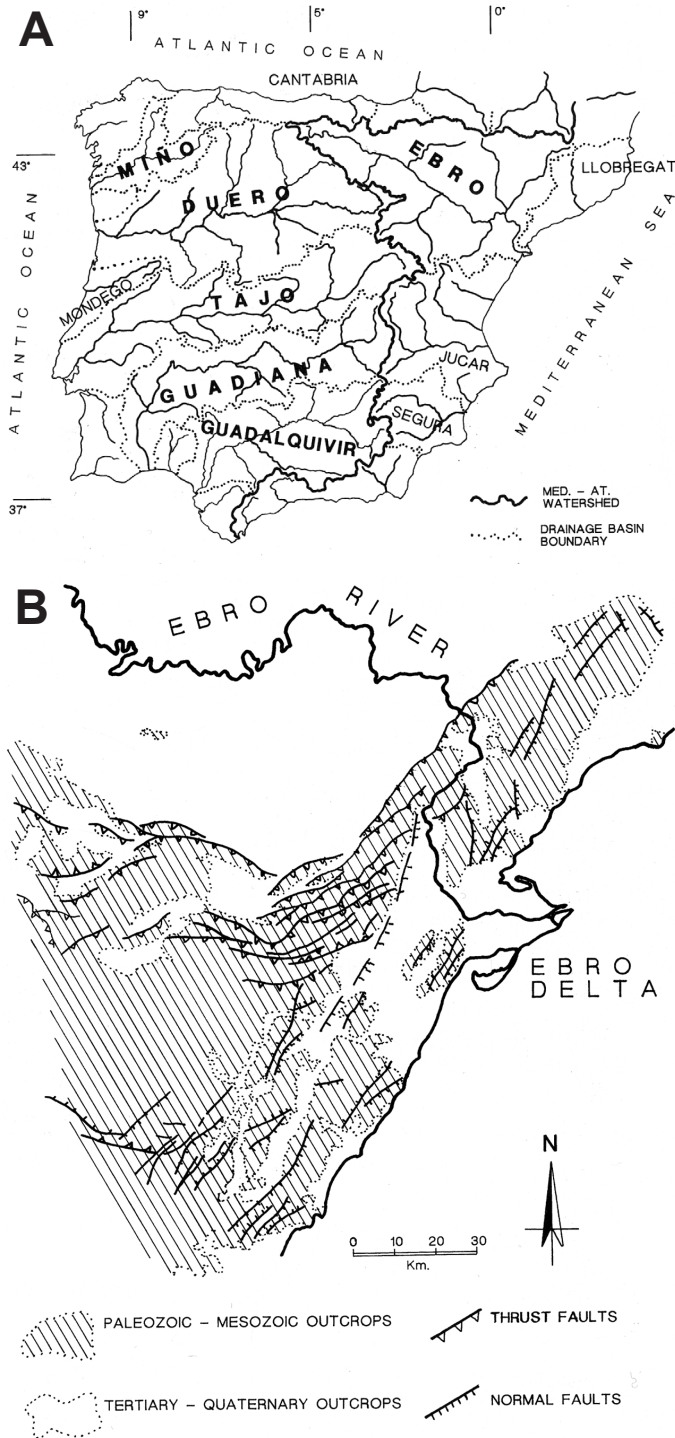 A
9°
5°
0°
ATLANTIC OCEAN
CANTABRIA
43°
MIÑO
EBRO
LLOBREGAT
DUERO
ATLANTIC OCEAN
MEDITERRANEAN SEA
MONDEGO
TAJO
JUCAR
GUADIANA
SEGURA
GUADALQUIVIR
37°
MED. – AT.
WATERSHED
DRAINAGE BASIN
BOUNDARY
B
EBRO RIVER
EBRO
DELTA
N
0 10 20 30
Km.
PALEOZOIC – MESOZOIC OUTCROPS
THRUST FAULTS
TERTIARY – QUATERNARY OUTCROPS
NORMAL FAULTS